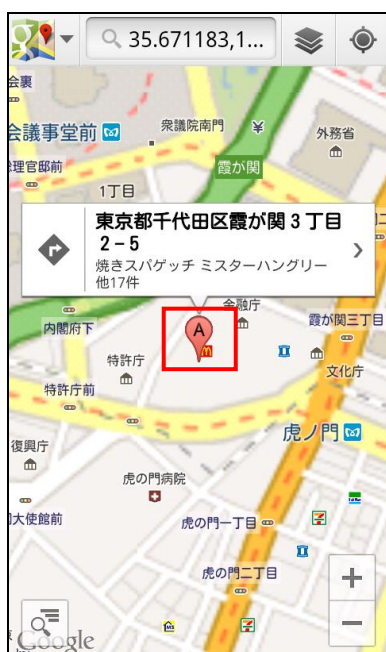 35.671183,1...
会裏
会議事堂前
衆議院南門
外務省
理官邸前
霞が関
1丁目
東京都千代田区霞が関 3 丁目
2 – 5
焼きスパゲッチ ミスターハングリー
他17件
金融庁
内閣府下
霞が関三丁目
A
特許庁
文化庁
特許庁前
虎ノ門
復興庁
虎の門病院
大使館前
虎の門一丁目
虎の門二丁目
Google